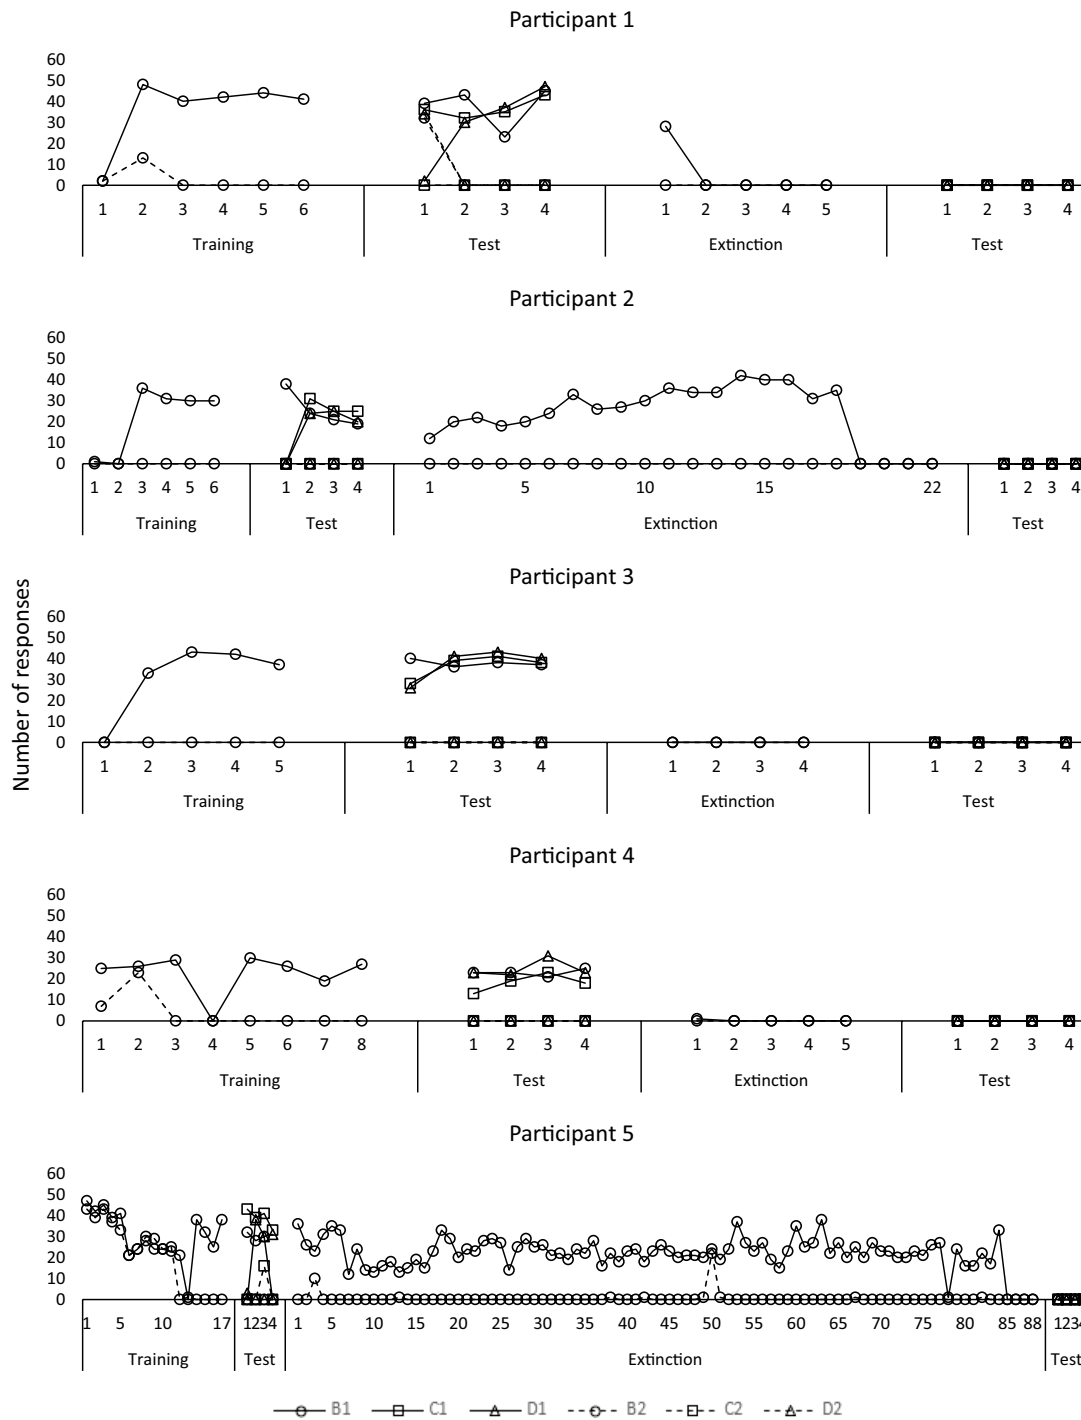 Participant 1
60
50
40
30
20
10
0
1 2 3 4 5 6 1 2 3 4 1 2 3 4 5 1 2 3 4
Training Test Extinction Test
Participant 2
60
50
40
30
20
10
0
1 2 3 4 5 6 1 2 3 4 1 5 10 15 22 1 2 3 4
Training Test Extinction Test
Number of responses
Participant 3
60
50
40
30
20
10
0
1 2 3 4 5 1 2 3 4 1 2 3 4 1 2 3 4
Training Test Extinction Test
Participant 4
60
50
40
30
20
10
0
1 2 3 4 5 6 7 8 1 2 3 4 1 2 3 4 5 1 2 3 4
Training Test Extinction Test
Participant 5
60
50
40
30
20
10
0
1 5 10 17 1234 1 5 10 15 20 25 30 35 40 45 50 55 60 65 70 75 80 85 88 1234
Training Test Extinction Test
B1 C1 D1 B2 C2 D2